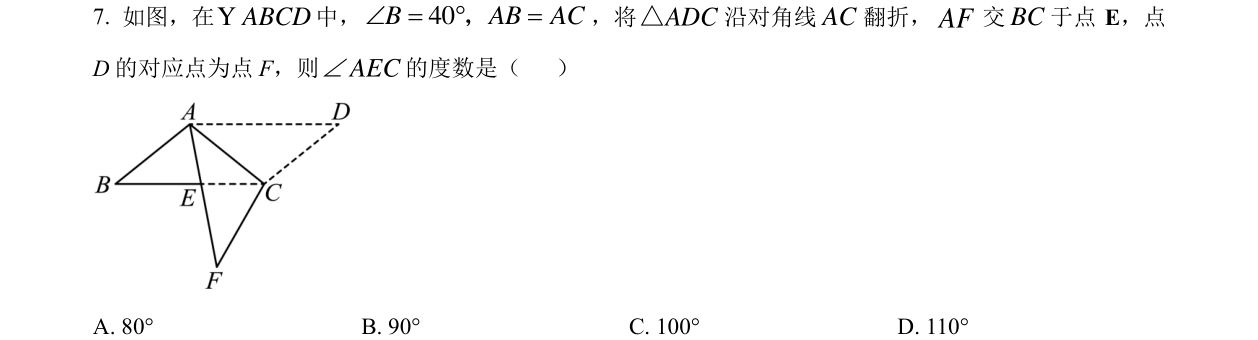 7. 如图，在Y ABCD中，∠B = 40°，AB = AC，将△ADC沿对角线AC翻折，AF交BC于点 E，点
D的对应点为点F，则∠AEC的度数是（　　）
A
D
B
E
C
F
A. 80°　B. 90°　C. 100°　D. 110°